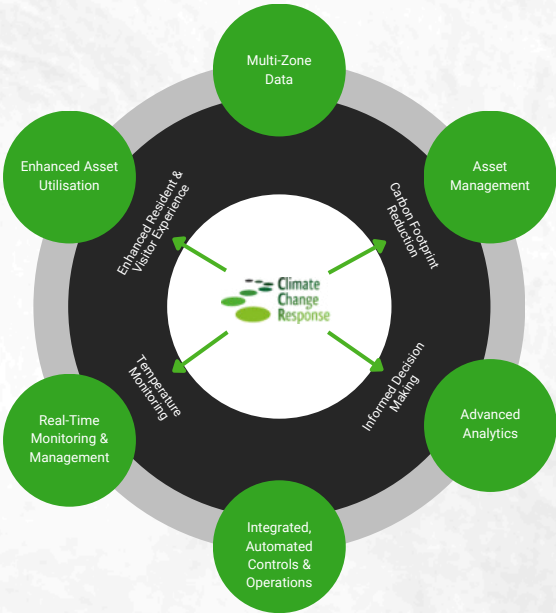 Multi-Zone
Data
Enhanced Asset
Utilisation
Asset
Management
Enhanced Resident &
Visitor Experience
Carbon Footprint
Reduction
Climate
Change
Response
Temperature
Monitoring
Informed Decision
Making
Real-Time
Monitoring &
Management
Advanced
Analytics
Integrated,
Automated
Controls &
Operations